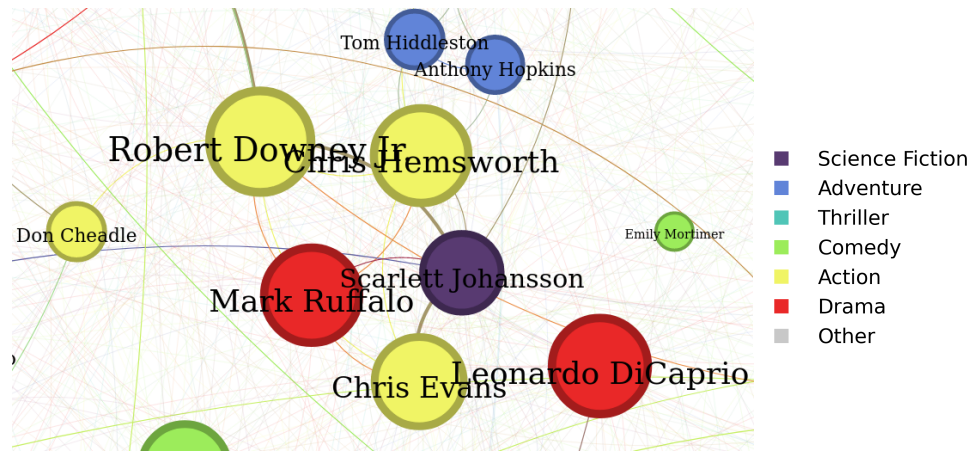 Tom Hiddleston
Anthony Hopkins
Robert Downey Jr.
Chris Hemsworth
Don Cheadle
Emily Mortimer
Scarlett Johansson
Mark Ruffalo
Leonardo DiCaprio
Chris Evans
Science Fiction
Adventure
Thriller
Comedy
Action
Drama
Other